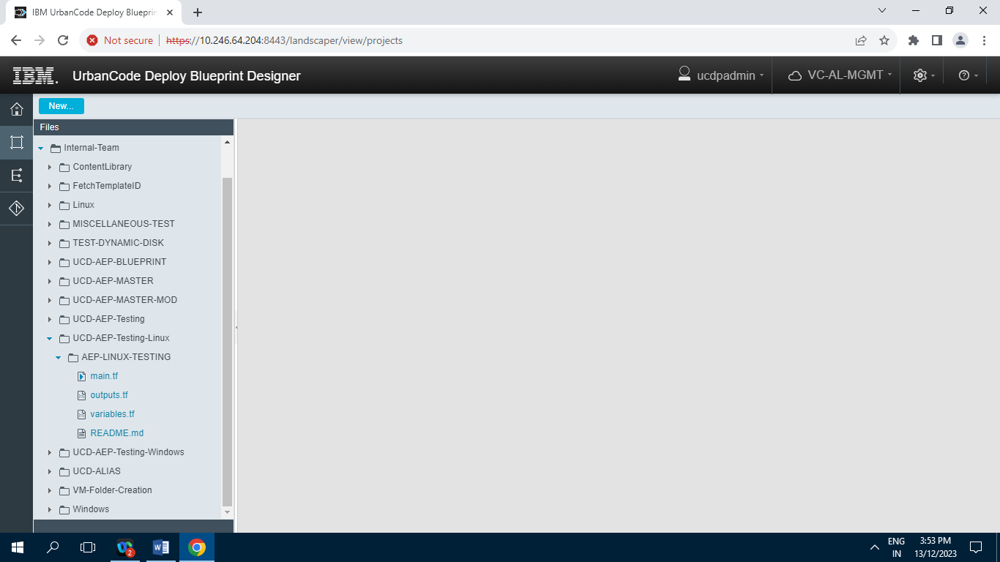 IBM UrbanCode Deploy Blueprin
Not secure
https://10.246.64.204:8443/landscaper/view/projects
IBM. UrbanCode Deploy Blueprint Designer
ucdpadmin
VC-AL-MGMT
New...
Files
Internal-Team
ContentLibrary
FetchTemplateID
Linux
MISCELLANEOUS-TEST
TEST-DYNAMIC-DISK
UCD-AEP-BLUEPRINT
UCD-AEP-MASTER
UCD-AEP-MASTER-MOD
UCD-AEP-Testing
UCD-AEP-Testing-Linux
AEP-LINUX-TESTING
main.tf
outputs.tf
variables.tf
README.md
UCD-AEP-Testing-Windows
UCD-ALIAS
VM-Folder-Creation
Windows
2
ENG
IN
3:53 PM
13/12/2023